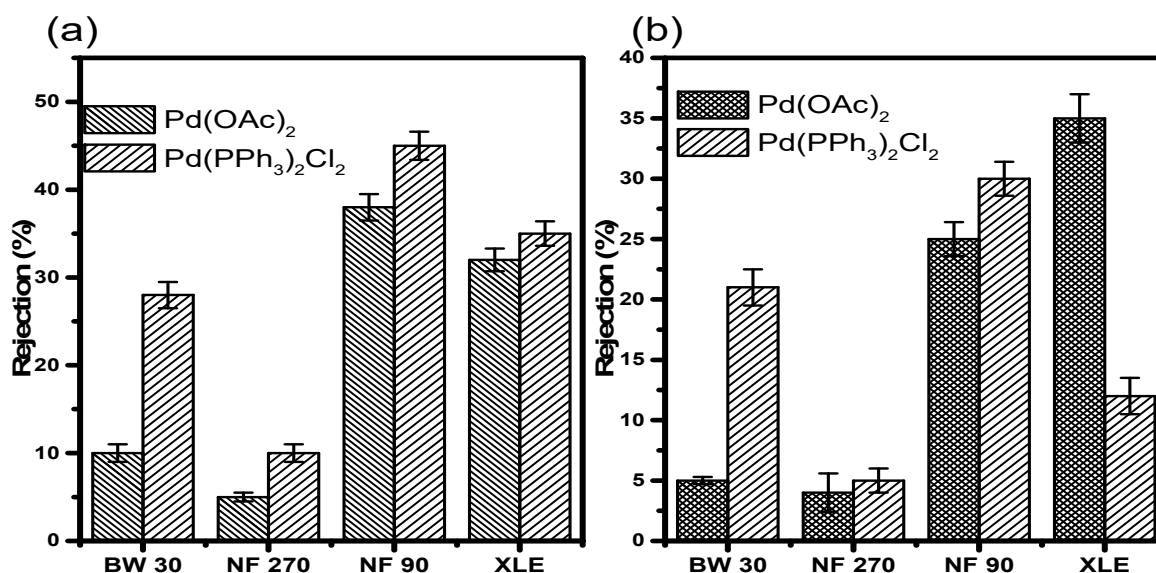 (a)
Rejection (%)
50
40
30
20
10
0
Pd(OAc)₂
Pd(PPh₃)₂Cl₂
BW 30 NF 270 NF 90 XLE
(b)
Rejection (%)
40
35
30
25
20
15
10
5
0
Pd(OAc)₂
Pd(PPh₃)₂Cl₂
BW 30 NF 270 NF 90 XLE